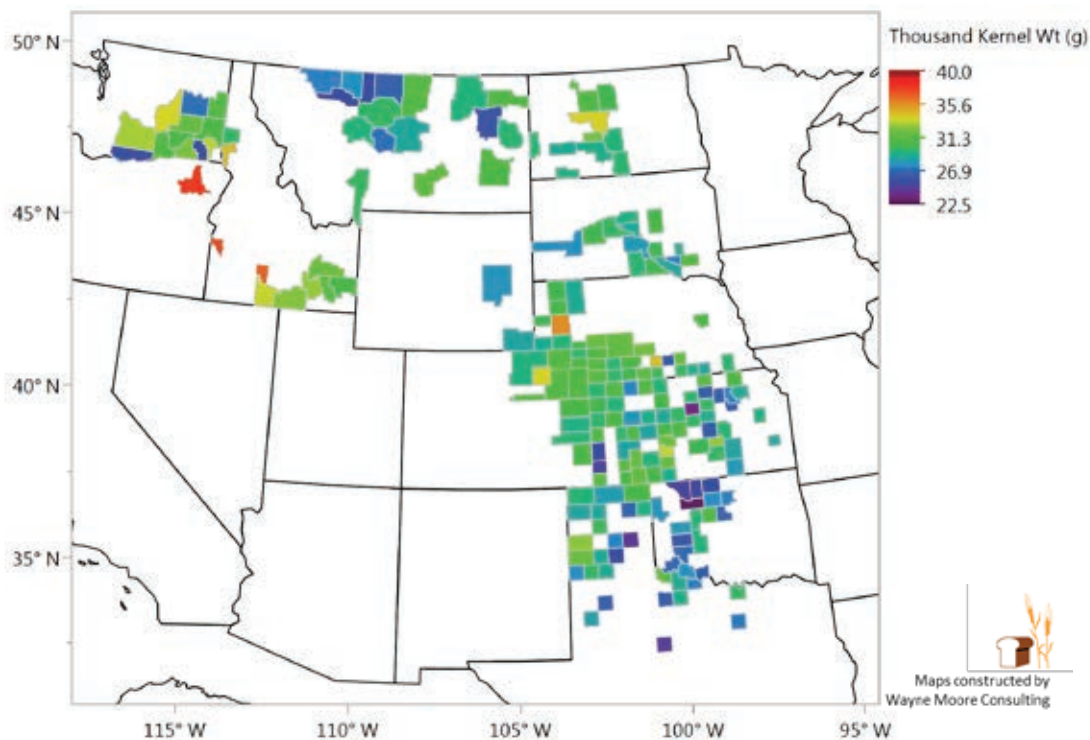 50° N
45° N
40° N
35° N
115° W
110° W
105° W
100° W
95° W
Thousand Kernel Wt (g)
40.0
35.6
31.3
26.9
22.5
Maps constructed by
Wayne Moore Consulting